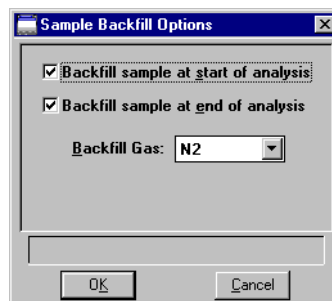 Sample Backfill Options
Backfill sample at start of analysis
Backfill sample at end of analysis
Backfill Gas: N2
OK Cancel